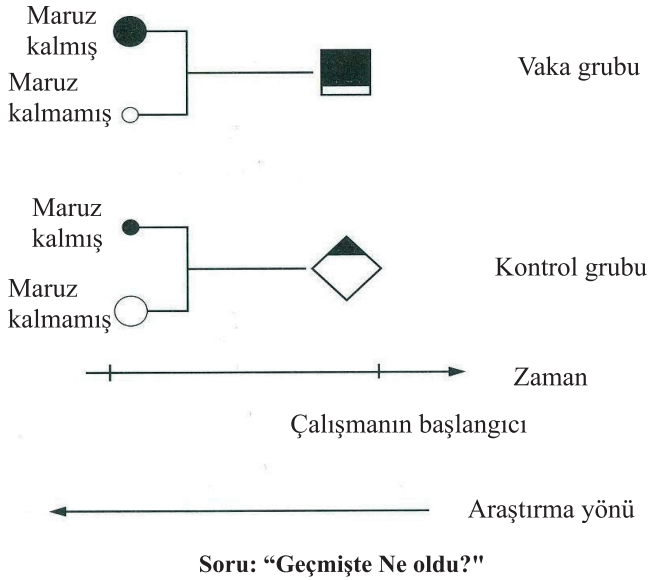 Maruz
kalmış
Maruz
kalmamış
Vaka grubu
Maruz
kalmış
Maruz
kalmamış
Kontrol grubu
Zaman
Çalışmanın başlangıcı
Araştırma yönü
Soru: “Geçmişte Ne oldu?"